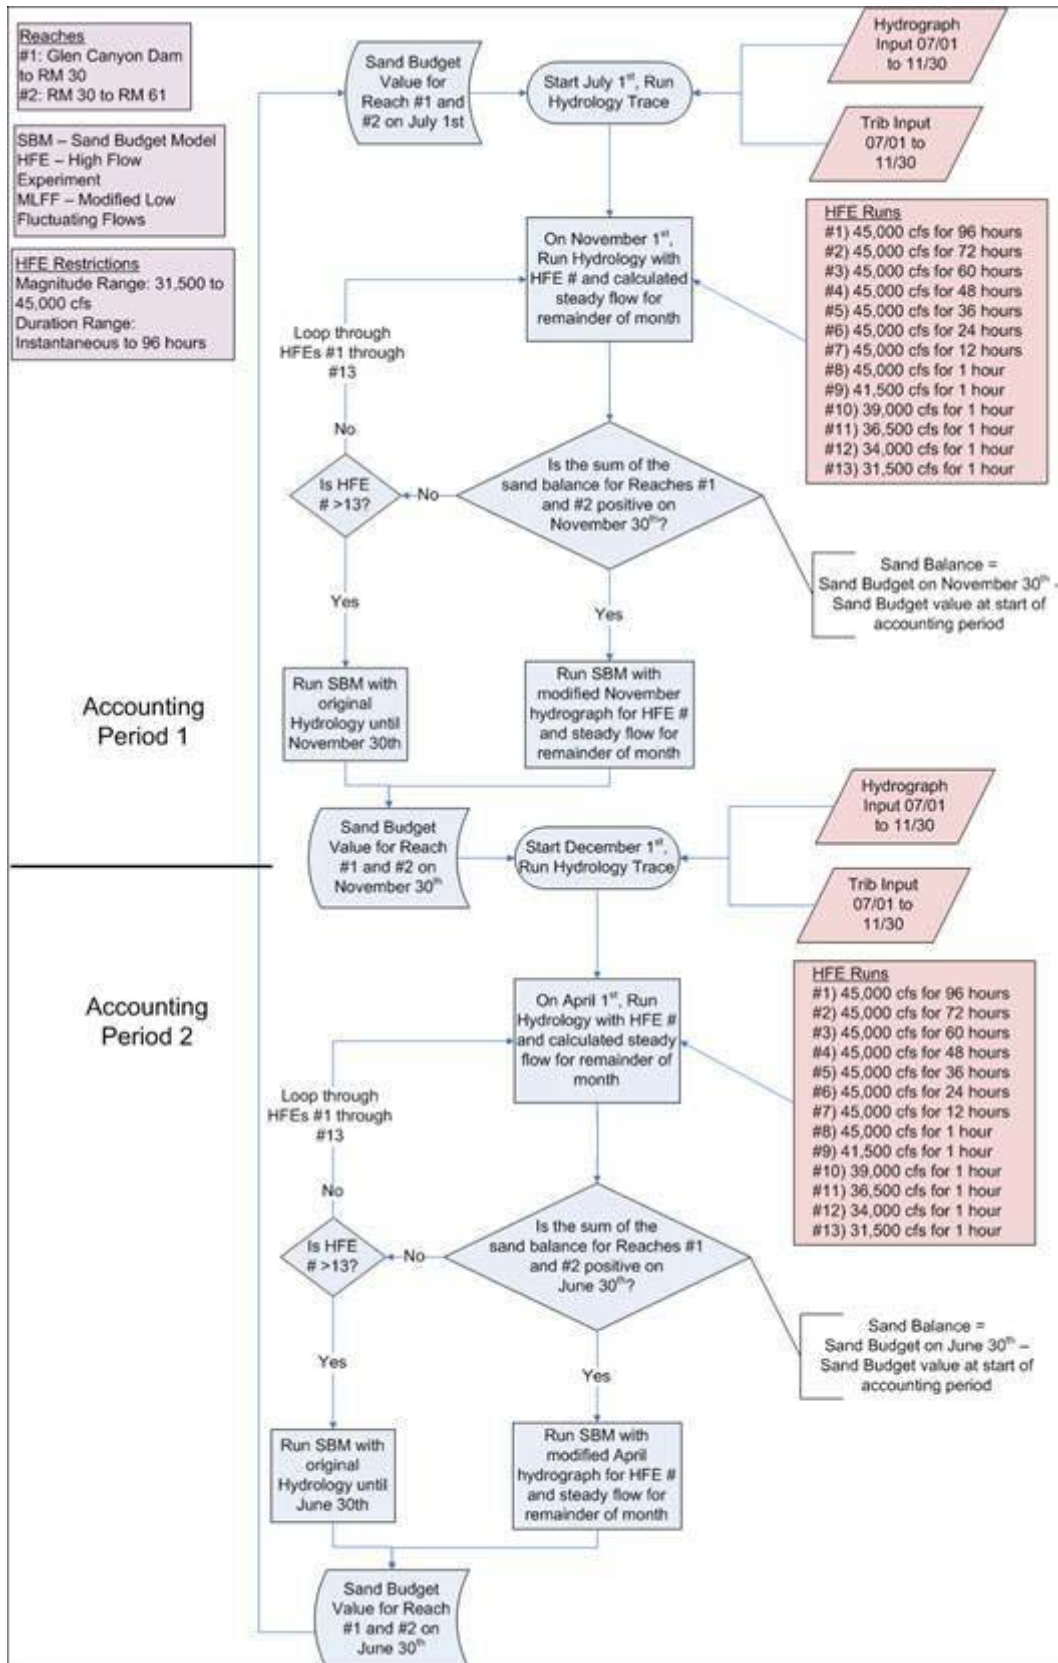 Reaches
#1: Glen Canyon Dam
to RM 30
#2: RM 30 to RM 61
SBM – Sand Budget Model
HFE – High Flow
Experiment
MLFF – Modified Low
Fluctuating Flows
HFE Restrictions
Magnitude Range: 31,500 to
45,000 cfs
Duration Range:
Instantaneous to 96 hours
Sand Budget
Value for
Reach #1 and
#2 on July 1st
Start July 1st, Run
Hydrology Trace
Hydrograph
Input 07/01
to 11/30
Trib Input
07/01 to
11/30
On November 1st,
Run Hydrology with
HFE # and calculated
steady flow for
remainder of month
HFE Runs
#1) 45,000 cfs for 96 hours
#2) 45,000 cfs for 72 hours
#3) 45,000 cfs for 60 hours
#4) 45,000 cfs for 48 hours
#5) 45,000 cfs for 36 hours
#6) 45,000 cfs for 24 hours
#7) 45,000 cfs for 12 hours
#8) 45,000 cfs for 1 hour
#9) 41,500 cfs for 1 hour
#10) 39,000 cfs for 1 hour
#11) 36,500 cfs for 1 hour
#12) 34,000 cfs for 1 hour
#13) 31,500 cfs for 1 hour
Loop through
HFEs #1 through
#13
No
Is HFE
# >13?
No
Is the sum of the
sand balance for Reaches #1
and #2 positive on
November 30th?
Sand Balance =
Sand Budget on November 30th -
Sand Budget value at start of
accounting period
Yes
Yes
Run SBM with
original
Hydrology until
November 30th
Run SBM with
modified November
hydrograph for HFE #
and steady flow for
remainder of month
Accounting
Period 1
Sand Budget
Value for Reach
#1 and #2 on
November 30th
Start December 1st,
Run Hydrology Trace
Hydrograph
Input 07/01
to 11/30
Trib Input
07/01 to
11/30
Accounting
Period 2
On April 1st, Run
Hydrology with HFE #
and calculated steady
flow for remainder of
month
HFE Runs
#1) 45,000 cfs for 96 hours
#2) 45,000 cfs for 72 hours
#3) 45,000 cfs for 60 hours
#4) 45,000 cfs for 48 hours
#5) 45,000 cfs for 36 hours
#6) 45,000 cfs for 24 hours
#7) 45,000 cfs for 12 hours
#8) 45,000 cfs for 1 hour
#9) 41,500 cfs for 1 hour
#10) 39,000 cfs for 1 hour
#11) 36,500 cfs for 1 hour
#12) 34,000 cfs for 1 hour
#13) 31,500 cfs for 1 hour
Loop through
HFEs #1 through
#13
No
Is HFE
# >13?
No
Is the sum of the
sand balance for Reaches #1
and #2 positive on
June 30th?
Sand Balance =
Sand Budget on June 30th –
Sand Budget value at start of
accounting period
Yes
Yes
Run SBM with
original
Hydrology until
June 30th
Run SBM with
modified April
hydrograph for HFE #
and steady flow for
remainder of month
Sand Budget
Value for Reach
#1 and #2 on
June 30th